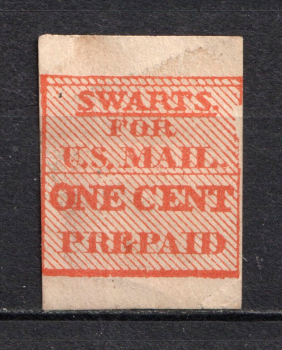 SWARTS.
FOR
U.S. MAIL.
ONE CENT
PREPAID